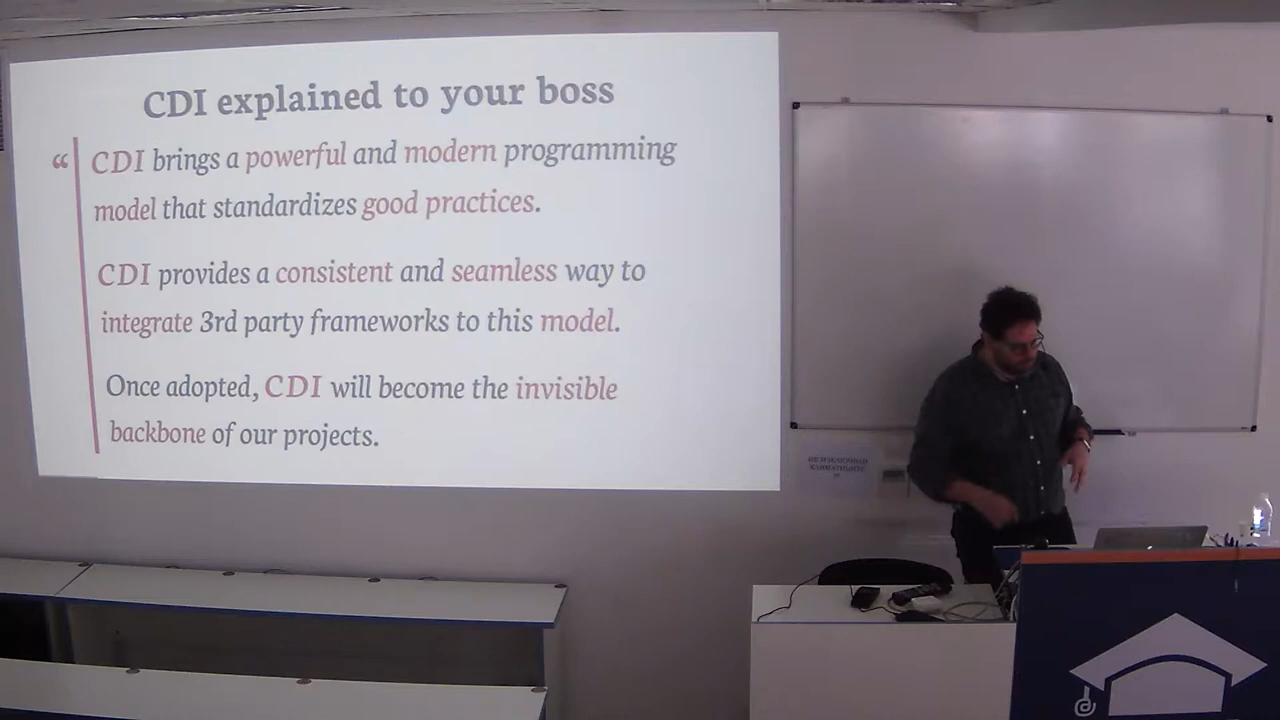 CDI explained to your boss
“ CDI brings a powerful and modern programming
model that standardizes good practices.
CDI provides a consistent and seamless way to
integrate 3rd party frameworks to this model.
Once adopted, CDI will become the invisible
backbone of our projects.